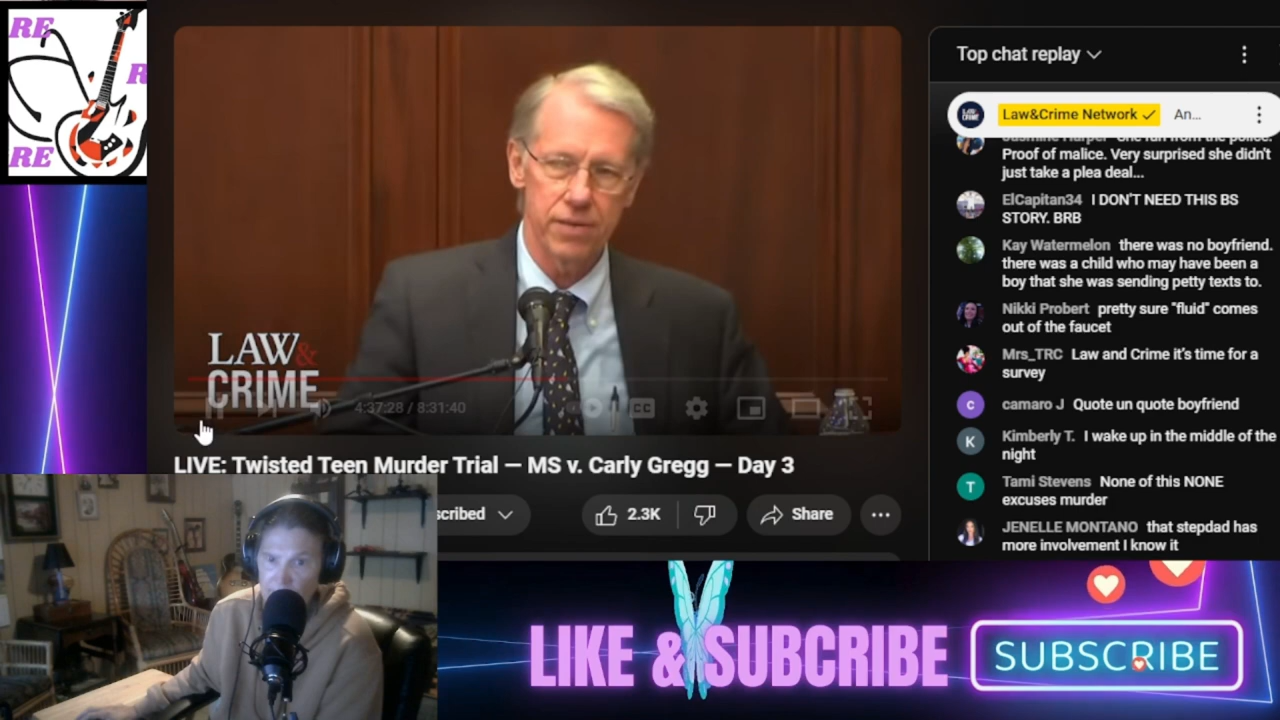 RE
R
RE
LAW&
CRIME
4:37:28 / 8:31:40
CC
LIVE: Twisted Teen Murder Trial — MS v. Carly Gregg — Day 3
scribed
2.3K
Share
Top chat replay
Law&Crime Network An...
Proof of malice. Very surprised she didn't
just take a plea deal...
ElCapitan34 I DON'T NEED THIS BS
STORY. BRB
Kay Watermelon there was no boyfriend.
there was a child who may have been a
boy that she was sending petty texts to.
Nikki Probert pretty sure "fluid" comes
out of the faucet
Mrs_TRC Law and Crime it's time for a
survey
c camaro J Quote un quote boyfriend
K Kimberly T. I wake up in the middle of the
night
T Tami Stevens None of this NONE
excuses murder
JENELLE MONTANO that stepdad has
more involvement I know it
LIKE & SUBCRIBE
SUBSCRIBE